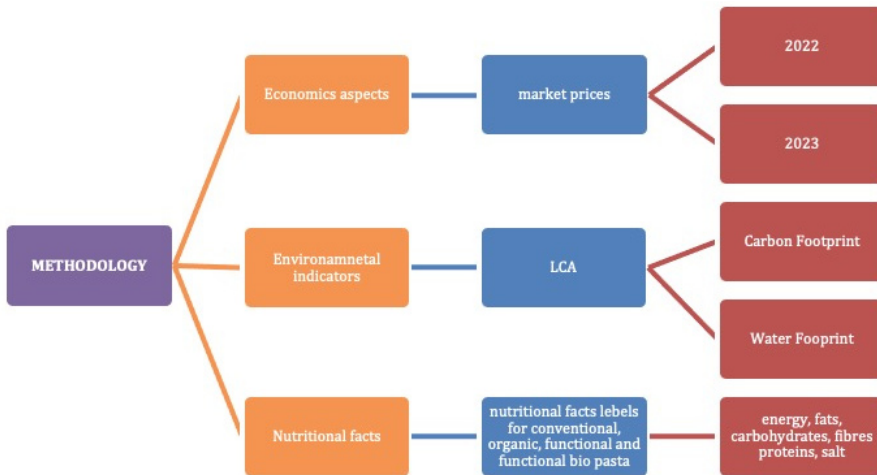 METHODOLOGY
Economics aspects
market prices
2022
2023
Environamnetal
indicators
LCA
Carbon Footprint
Water Fooprint
Nutritional facts
nutritional facts lebels
for conventional,
organic, functional and
functional bio pasta
energy, fats,
carbohydrates, fibres
proteins, salt